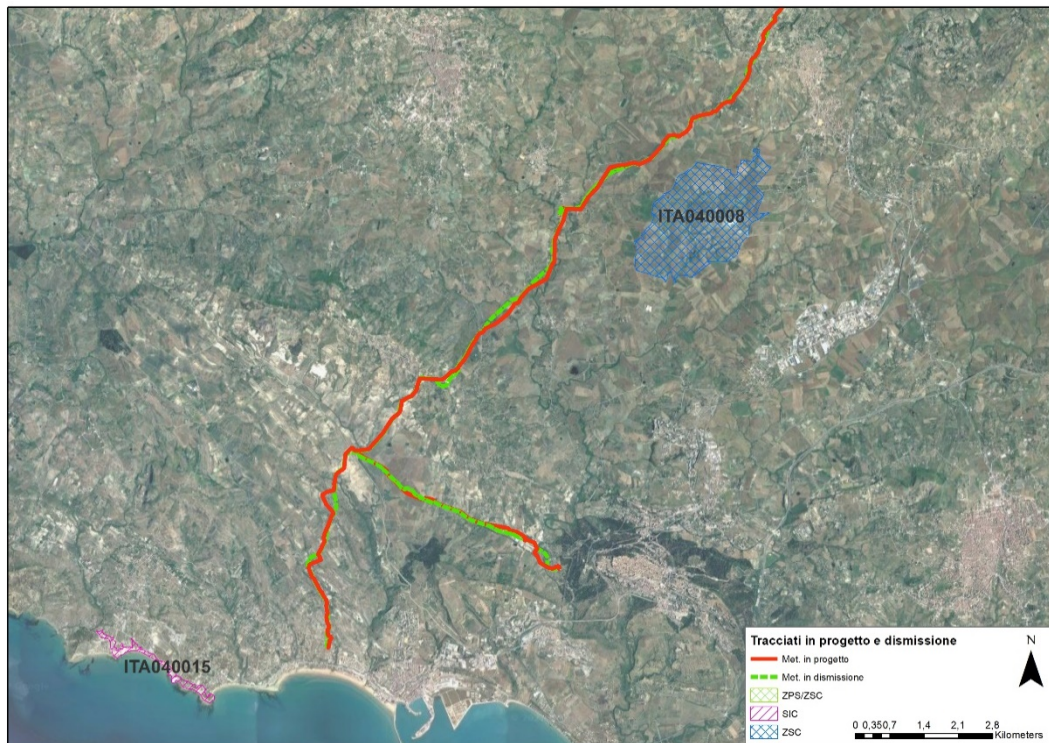 ITA040008
ITA040015
Tracciati in progetto e dismissione
Met. in progetto
Met. in dismissione
ZPS/ZSC
SIC
ZSC
N
0 0,350,7 1,4 2,1 2,8
Kilometers